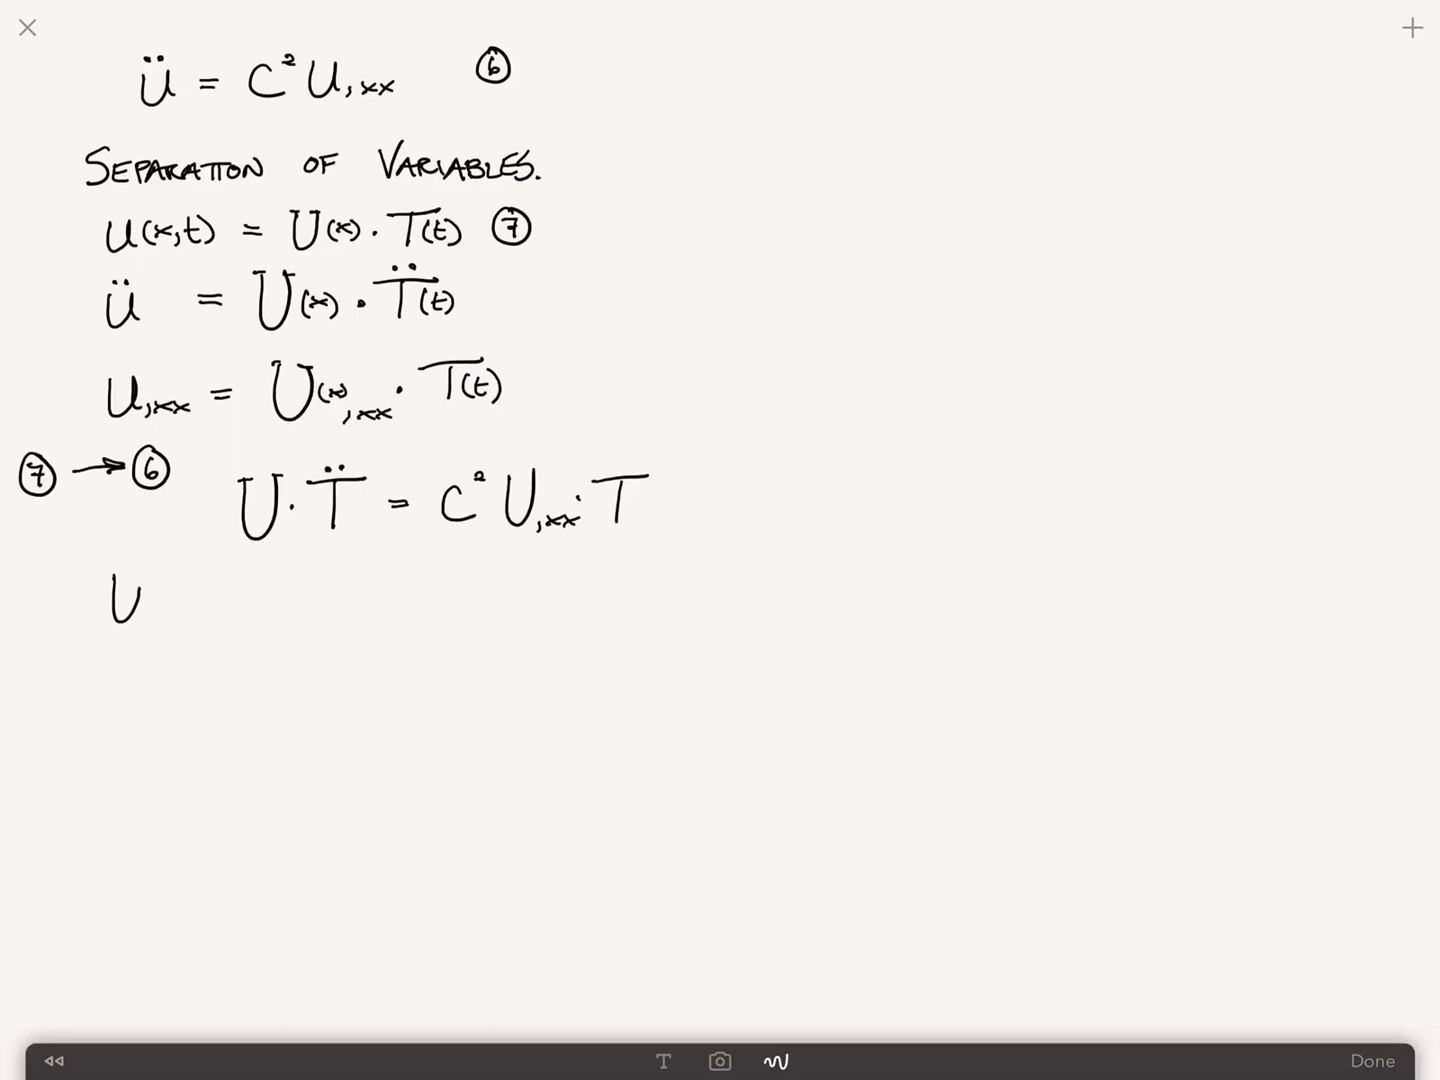 ü = C² U,xx ⑥
SEPARATION OF VARIABLES.
u(x,t) = U(x) · T(t) ⑦
ü = U(x) · T̈(t)
U,xx = U(x),xx · T(t)
⑦ → ⑥ U · T̈ = C² U,xx · T
U
Done